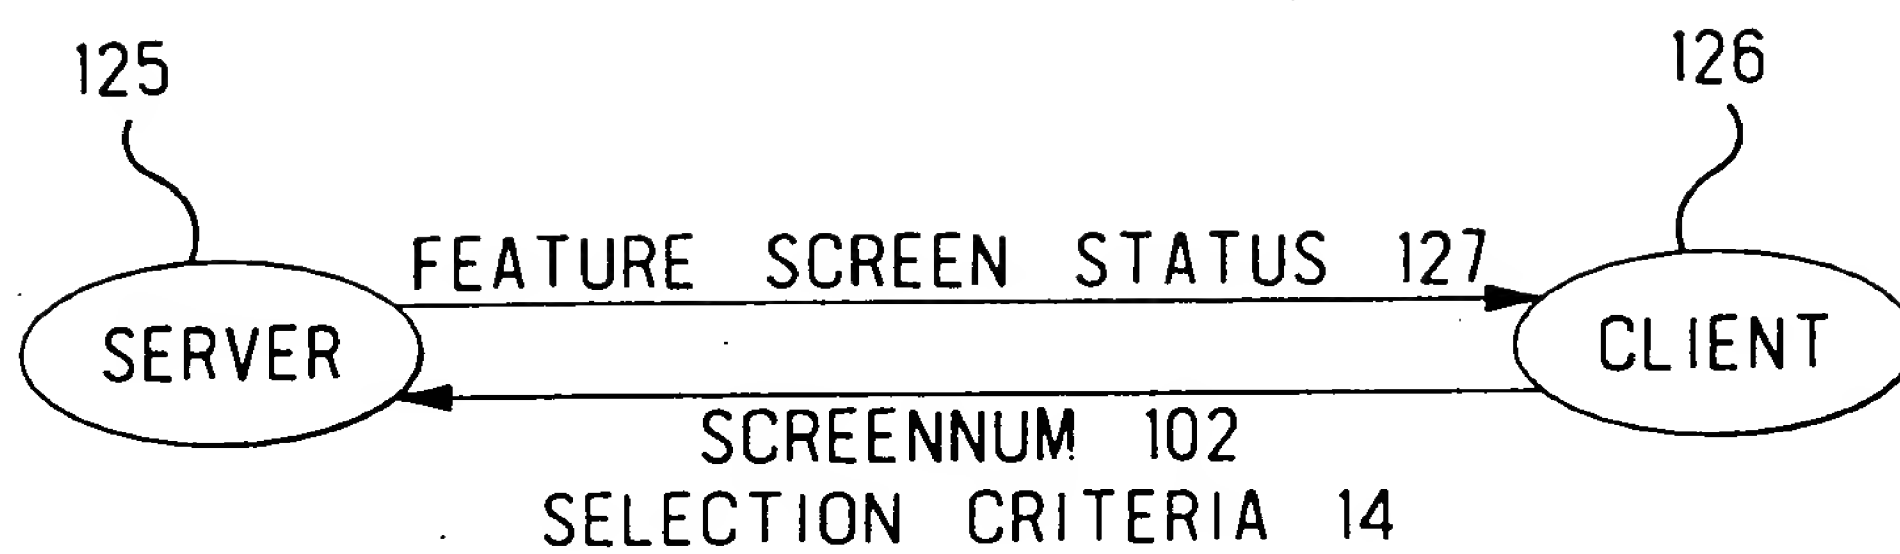 125
126
FEATURE SCREEN STATUS 127
SERVER
CLIENT
SCREENNUM 102
SELECTION CRITERIA 14